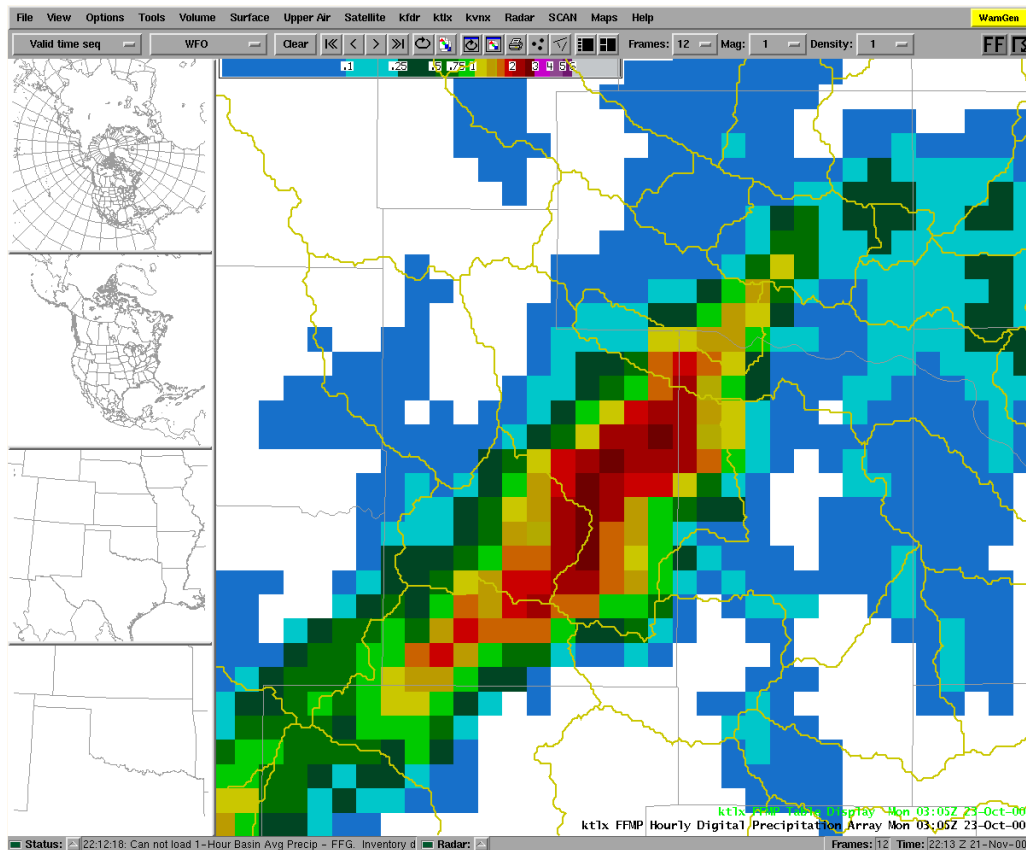 File View Options Tools Volume Surface Upper Air Satellite kfdr ktlx kvnx Radar SCAN Maps Help WarnGen
Valid time seq WFO Clear Frames: 12 Mag: 1 Density: 1 FF
.1 .25 .5 .75 1 2 3 4 5 6
ktlx FFMP Table Display Mon 03:05Z 23-Oct-00
ktlx FFMP Hourly Digital Precipitation Array Mon 03:05Z 23-Oct-00
Status: 22:12:18: Can not load 1-Hour Basin Avg Precip - FFG. Inventory d Radar: Frames: 12 Time: 22:13 Z 21-Nov-00